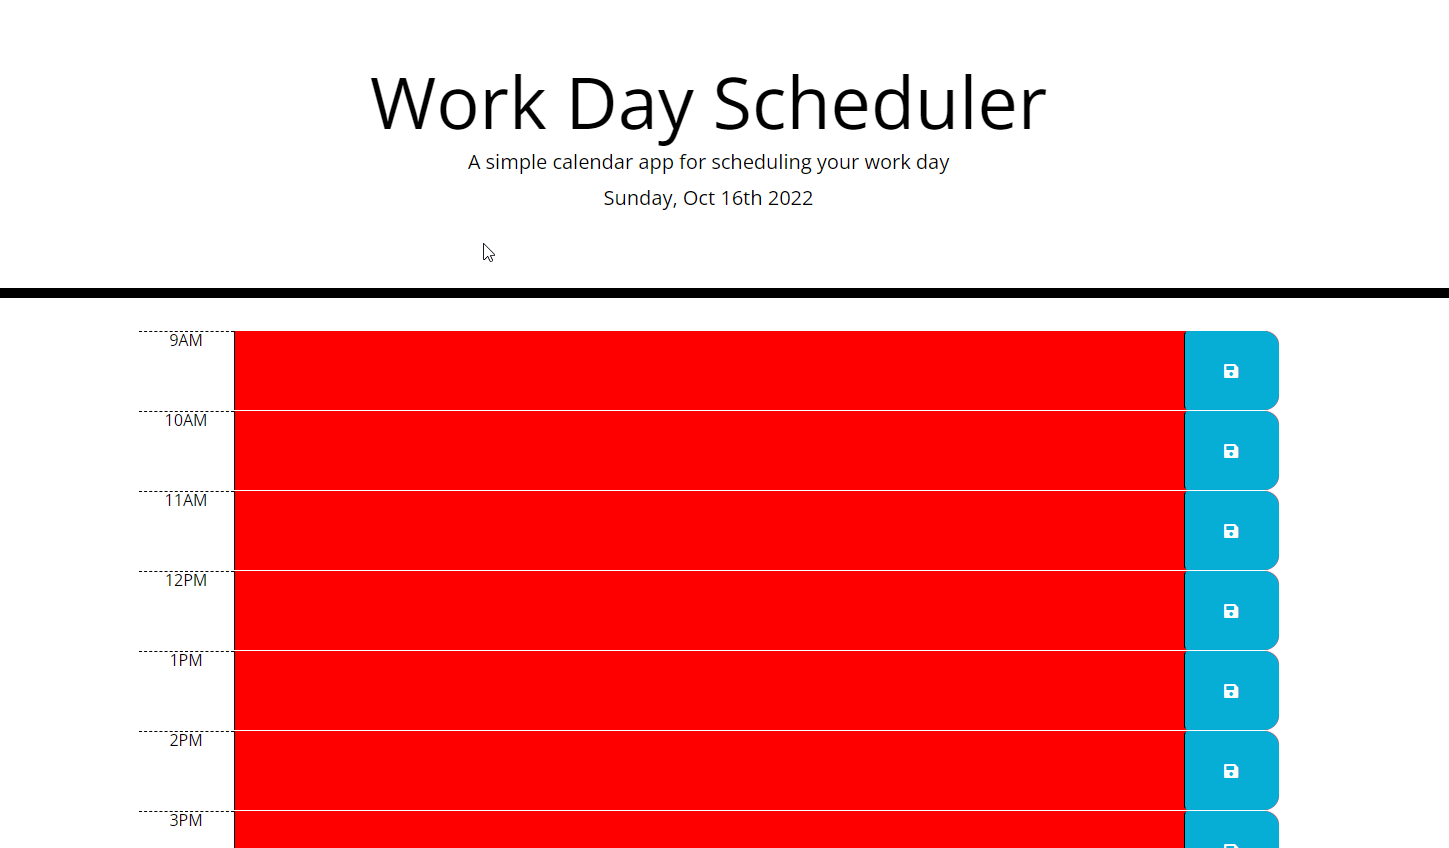 Work Day Scheduler
A simple calendar app for scheduling your work day
Sunday, Oct 16th 2022
9AM
10AM
11AM
12PM
1PM
2PM
3PM